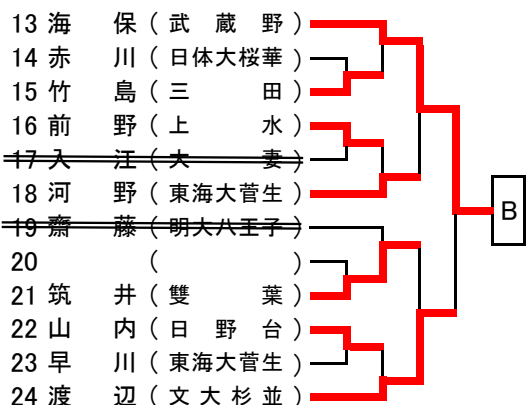 13 海 保 ( 武 蔵 野 )
14 赤 川 ( 日体大桜華 )
15 竹 島 ( 三 田 )
16 前 野 ( 上 水 )
17 入 江 ( 大 妻 )
18 河 野 ( 東海大菅生 )
19 齋 藤 ( 明大八王子 )
20 ( )
21 筑 井 ( 雙 葉 )
22 山 内 ( 日 野 台 )
23 早 川 ( 東海大菅生 )
24 渡 辺 ( 文 大 杉 並 )
B